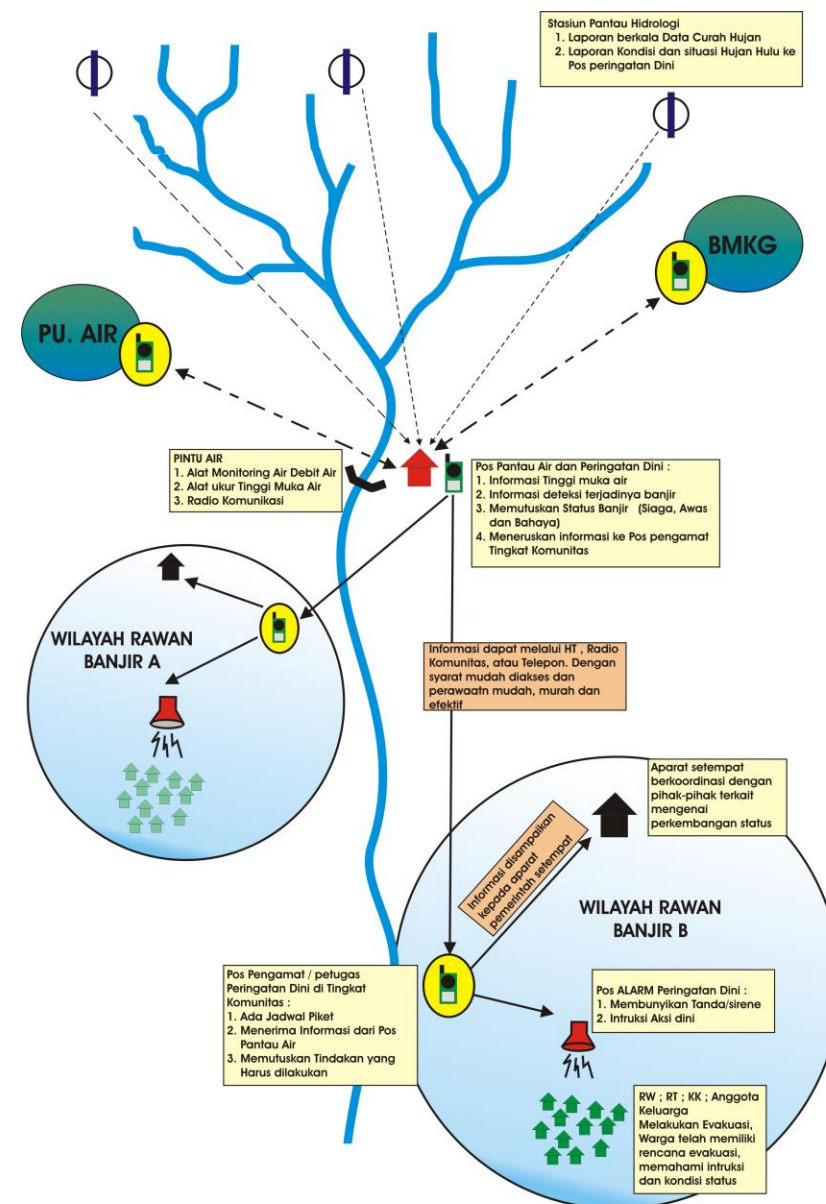 Stasiun Pantau Hidrologi
1. Laporan berkala Data Curah Hujan
2. Laporan Kondisi dan situasi Hujan Hulu ke
Pos peringatan Dini
BMKG
PU. AIR
PINTU AIR
1. Alat Monitoring Air Debit Air
2. Alat ukur Tinggi Muka Air
3. Radio Komunikasi
Pos Pantau Air dan Peringatan Dini :
1. Informasi Tinggi muka air
2. Informasi deteksi terjadinya banjir
3. Memutuskan Status Banjir (Siaga, Awas
dan Bahaya)
4. Meneruskan informasi ke Pos pengamat
Tingkat Komunitas
WILAYAH RAWAN
BANJIR A
Informasi dapat melalui HT , Radio
Komunitas, atau Telepon. Dengan
syarat mudah diakses dan
perawaatn mudah, murah dan
efektif
Aparat setempat
berkoordinasi dengan
pihak-pihak terkait
mengenai
perkembangan status
Informasi disampaikan
kepada aparat
pemerintah setempat
WILAYAH RAWAN
BANJIR B
Pos Pengamat / petugas
Peringatan Dini di Tingkat
Komunitas :
1. Ada Jadwal Piket
2. Menerima Informasi dari Pos
Pantau Air
3. Memutuskan Tindakan yang
Harus dilakukan
Pos ALARM Peringatan Dini :
1. Membunyikan Tanda/sirene
2. Intruksi Aksi dini
RW ; RT ; KK ; Anggota
Keluarga
Melakukan Evakuasi,
Warga telah memiliki
rencana evakuasi,
memahami intruksi
dan kondisi status